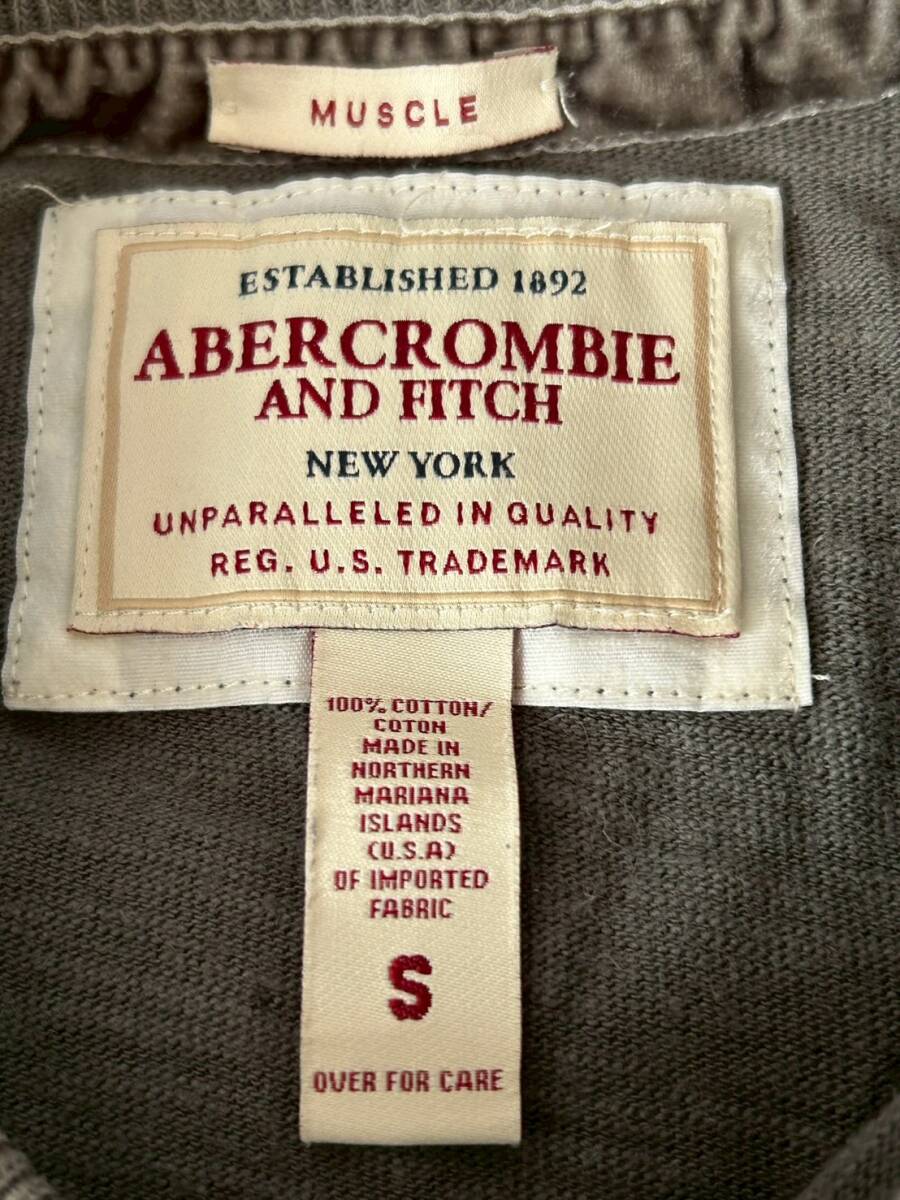 MUSCLE
ESTABLISHED 1892
ABERCROMBIE
AND FITCH
NEW YORK
UNPARALLELED IN QUALITY
REG. U.S. TRADEMARK
100% COTTON/
COTON
MADE IN
NORTHERN
MARIANA
ISLANDS
(U.S.A)
OF IMPORTED
FABRIC
S
OVER FOR CARE